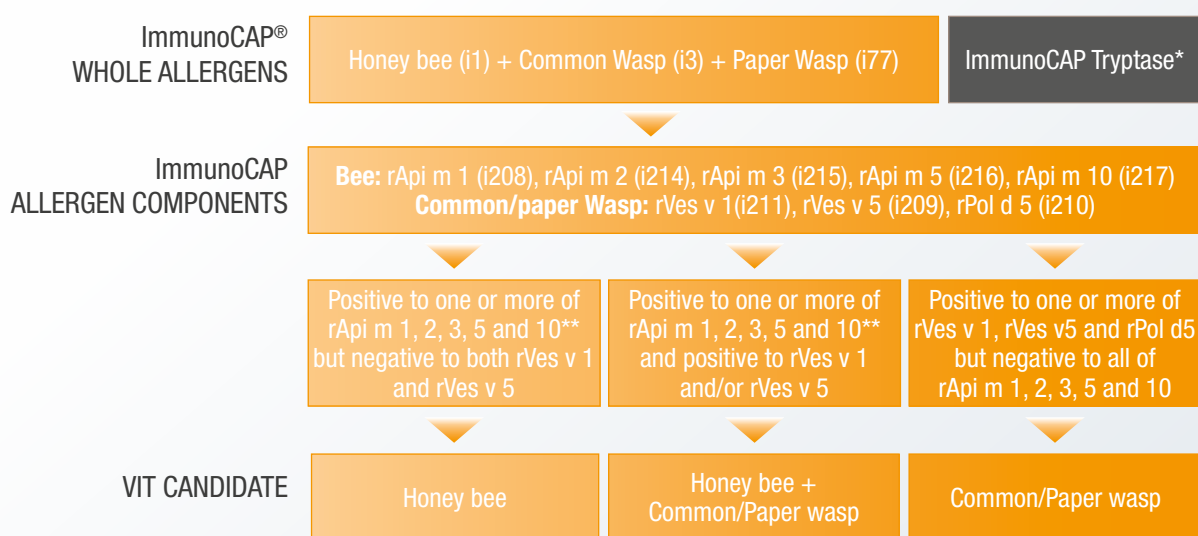 ImmunoCAP®
WHOLE ALLERGENS
Honey bee (i1) + Common Wasp (i3) + Paper Wasp (i77)
ImmunoCAP Tryptase*
ImmunoCAP
ALLERGEN COMPONENTS
Bee: rApi m 1 (i208), rApi m 2 (i214), rApi m 3 (i215), rApi m 5 (i216), rApi m 10 (i217)
Common/paper Wasp: rVes v 1(i211), rVes v 5 (i209), rPol d 5 (i210)
Positive to one or more of
rApi m 1, 2, 3, 5 and 10**
but negative to both rVes v 1
and rVes v 5
Positive to one or more of
rApi m 1, 2, 3, 5 and 10**
and positive to rVes v 1
and/or rVes v 5
Positive to one or more of
rVes v 1, rVes v5 and rPol d5
but negative to all of
rApi m 1, 2, 3, 5 and 10
VIT CANDIDATE
Honey bee
Honey bee +
Common/Paper wasp
Common/Paper wasp